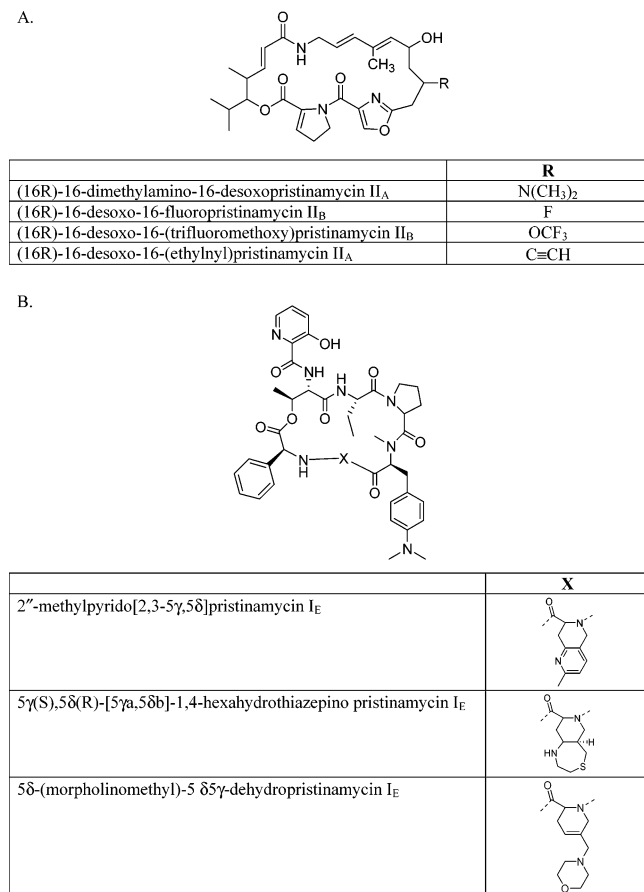 A.
O
N
H
OH
CH₃
R
O
O
N
O
N
O
R
(16R)-16-dimethylamino-16-desoxopristinamycin IIA N(CH₃)₂
(16R)-16-desoxo-16-fluoropristinamycin IIB F
(16R)-16-desoxo-16-(trifluoromethoxy)pristinamycin IIB OCF₃
(16R)-16-desoxo-16-(ethylnyl)pristinamycin IIA C≡CH
B.
N
OH
O
NH
H
N
O
N
O
O
O
N
O
N
H
X
O
N
X
2″-methylpyrido[2,3-5γ,5δ]pristinamycin IE
O
N
N
5γ(S),5δ(R)-[5γa,5δb]-1,4-hexahydrothiazepino pristinamycin IE
O
N
HN
H
S
5δ-(morpholinomethyl)-5 δ5γ-dehydropristinamycin IE
O
N
N
O